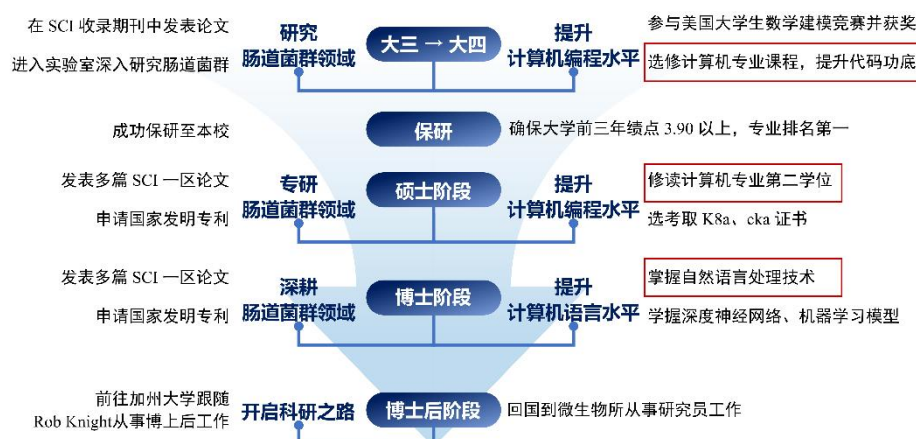 在 SCI 收录期刊中发表论文
进入实验室深入研究肠道菌群
研究
肠道菌群领域
大三 → 大四
提升
计算机编程水平
参与美国大学生数学建模竞赛并获奖
选修计算机专业课程，提升代码功底
成功保研至本校
保研
确保大学前三年绩点 3.90 以上，专业排名第一
发表多篇 SCI 一区论文
申请国家发明专利
专研
肠道菌群领域
硕士阶段
提升
计算机编程水平
修读计算机专业第二学位
选考取 K8a、cka 证书
发表多篇 SCI 一区论文
申请国家发明专利
深耕
肠道菌群领域
博士阶段
提升
计算机语言水平
掌握自然语言处理技术
学习深度神经网络、机器学习模型
前往加州大学跟随
Rob Knight从事博上后工作
开启科研之路
博士后阶段
回国到微生物所从事研究员工作